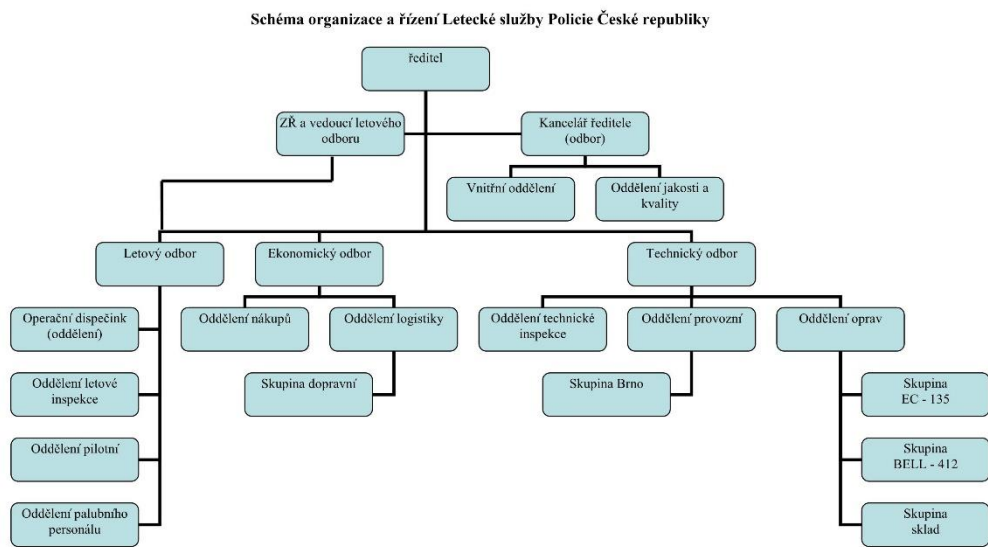 Schéma organizace a řízení Letecké služby Policie České republiky
ředitel
ZŘ a vedoucí letového
odboru
Kancelář ředitele
(odbor)
Vnitřní oddělení
Oddělení jakosti a
kvality
Letový odbor
Ekonomický odbor
Technický odbor
Operační dispečink
(oddělení)
Oddělení nákupů
Oddělení logistiky
Oddělení technické
inspekce
Oddělení provozní
Oddělení oprav
Oddělení letové
inspekce
Skupina dopravní
Skupina Brno
Skupina
EC - 135
Oddělení pilotní
Skupina
BELL - 412
Oddělení palubního
personálu
Skupina
sklad